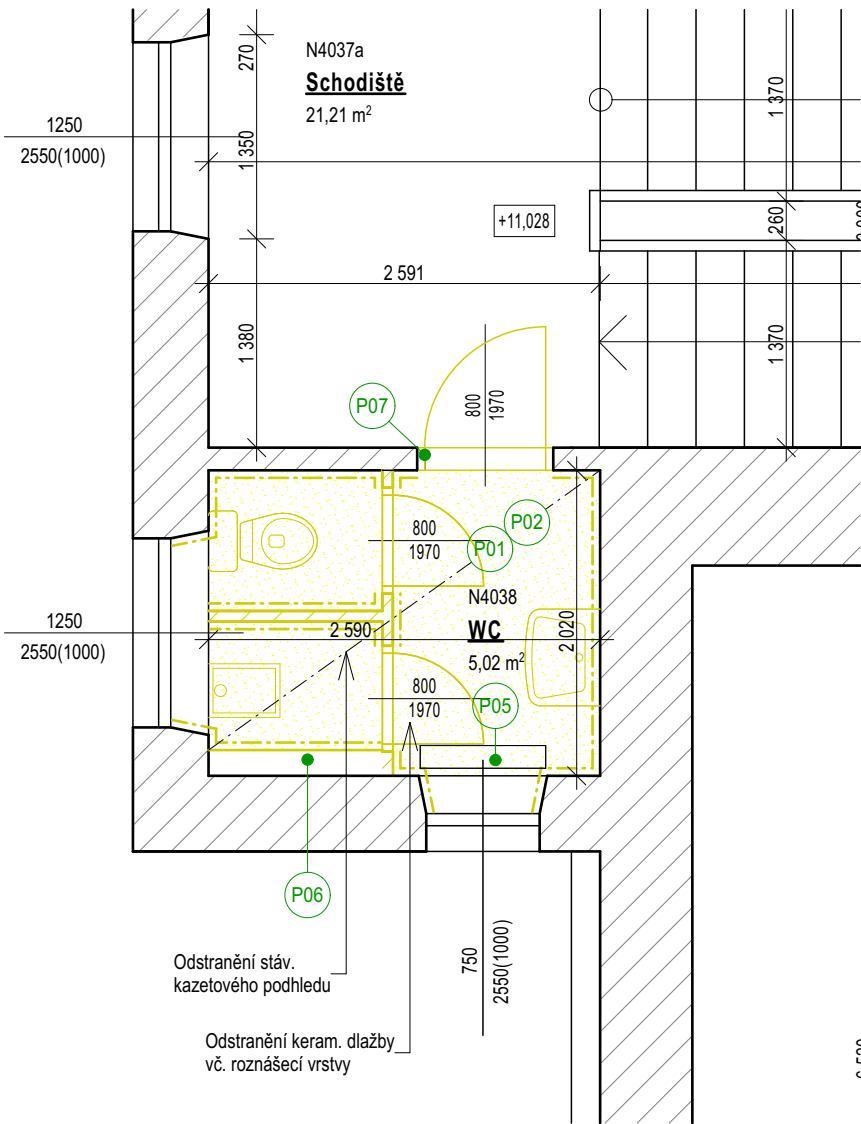 N4037a
Schodiště
21,21 m²
270
1 350
1 380
1250
2550(1000)
+11,028
1 370
260
1 370
2 591
800
1970
P07
P02
P01
800
1970
N4038
WC
5,02 m²
2 590
2 020
1250
2550(1000)
800
1970
P05
P06
750
2550(1000)
Odstranění stáv.
kazetového podhledu
Odstranění keram. dlažby
vč. roznášecí vrstvy